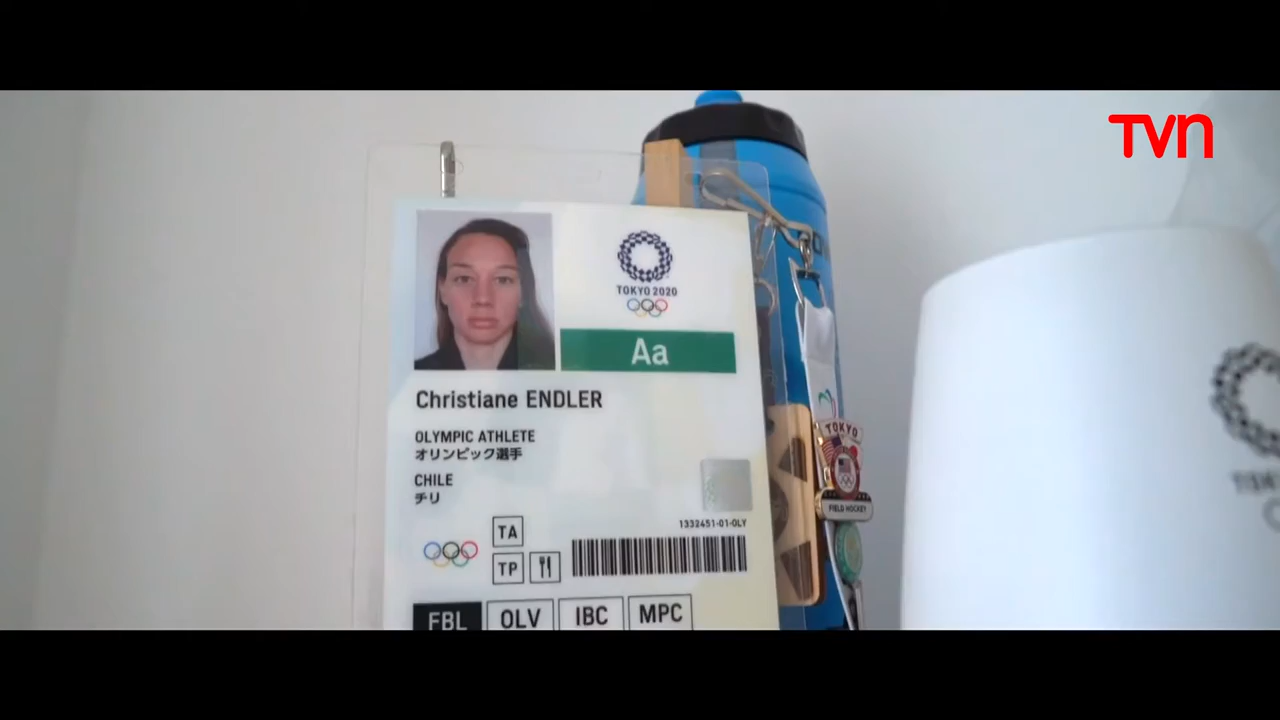 TVN
TOKYO 2020
Aa
Christiane ENDLER
OLYMPIC ATHLETE
オリンピック選手
CHILE
チリ
1332451-01-OLY
TA
TP
FBL
OLV
IBC
MPC
TOKYO
FIELD HOCKEY